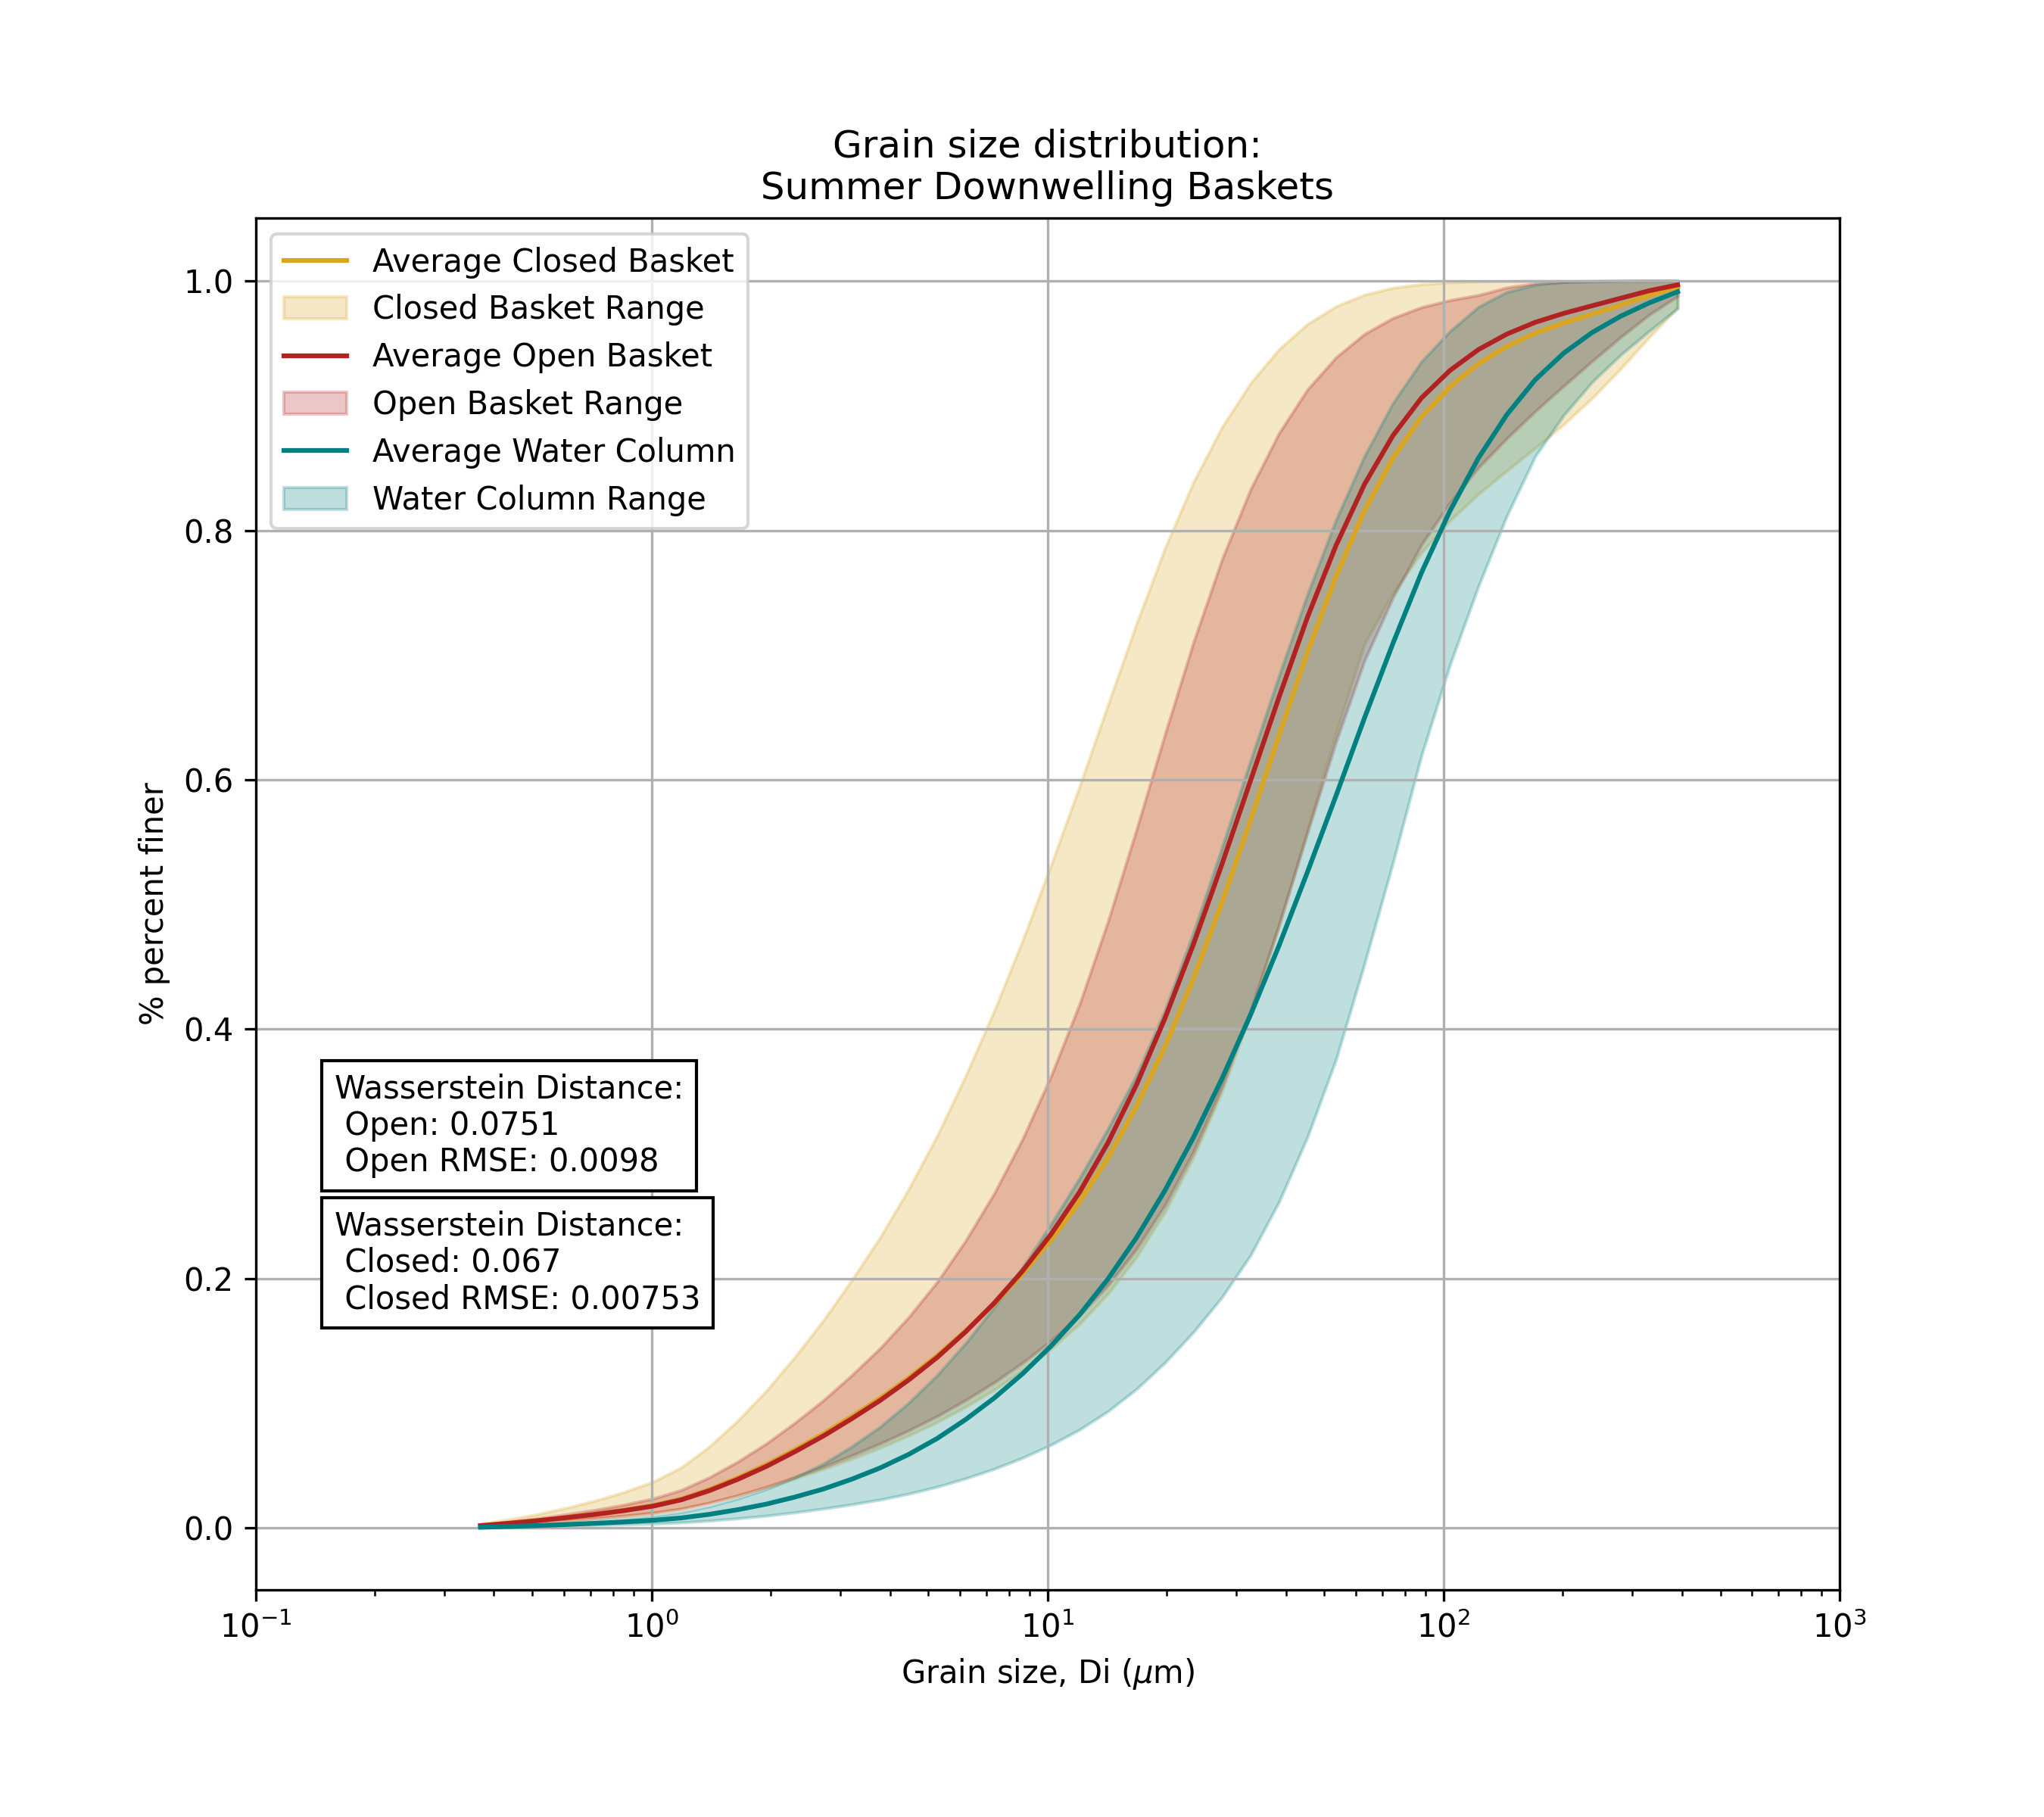 Grain size distribution:
Summer Downwelling Baskets
Average Closed Basket
Closed Basket Range
Average Open Basket
Open Basket Range
Average Water Column
Water Column Range
1.0
0.8
0.6
0.4
0.2
0.0
% percent finer
Wasserstein Distance:
Open: 0.0751
Open RMSE: 0.0098
Wasserstein Distance:
Closed: 0.067
Closed RMSE: 0.00753
10⁻¹ 10⁰ 10¹ 10² 10³
Grain size, Di (μm)